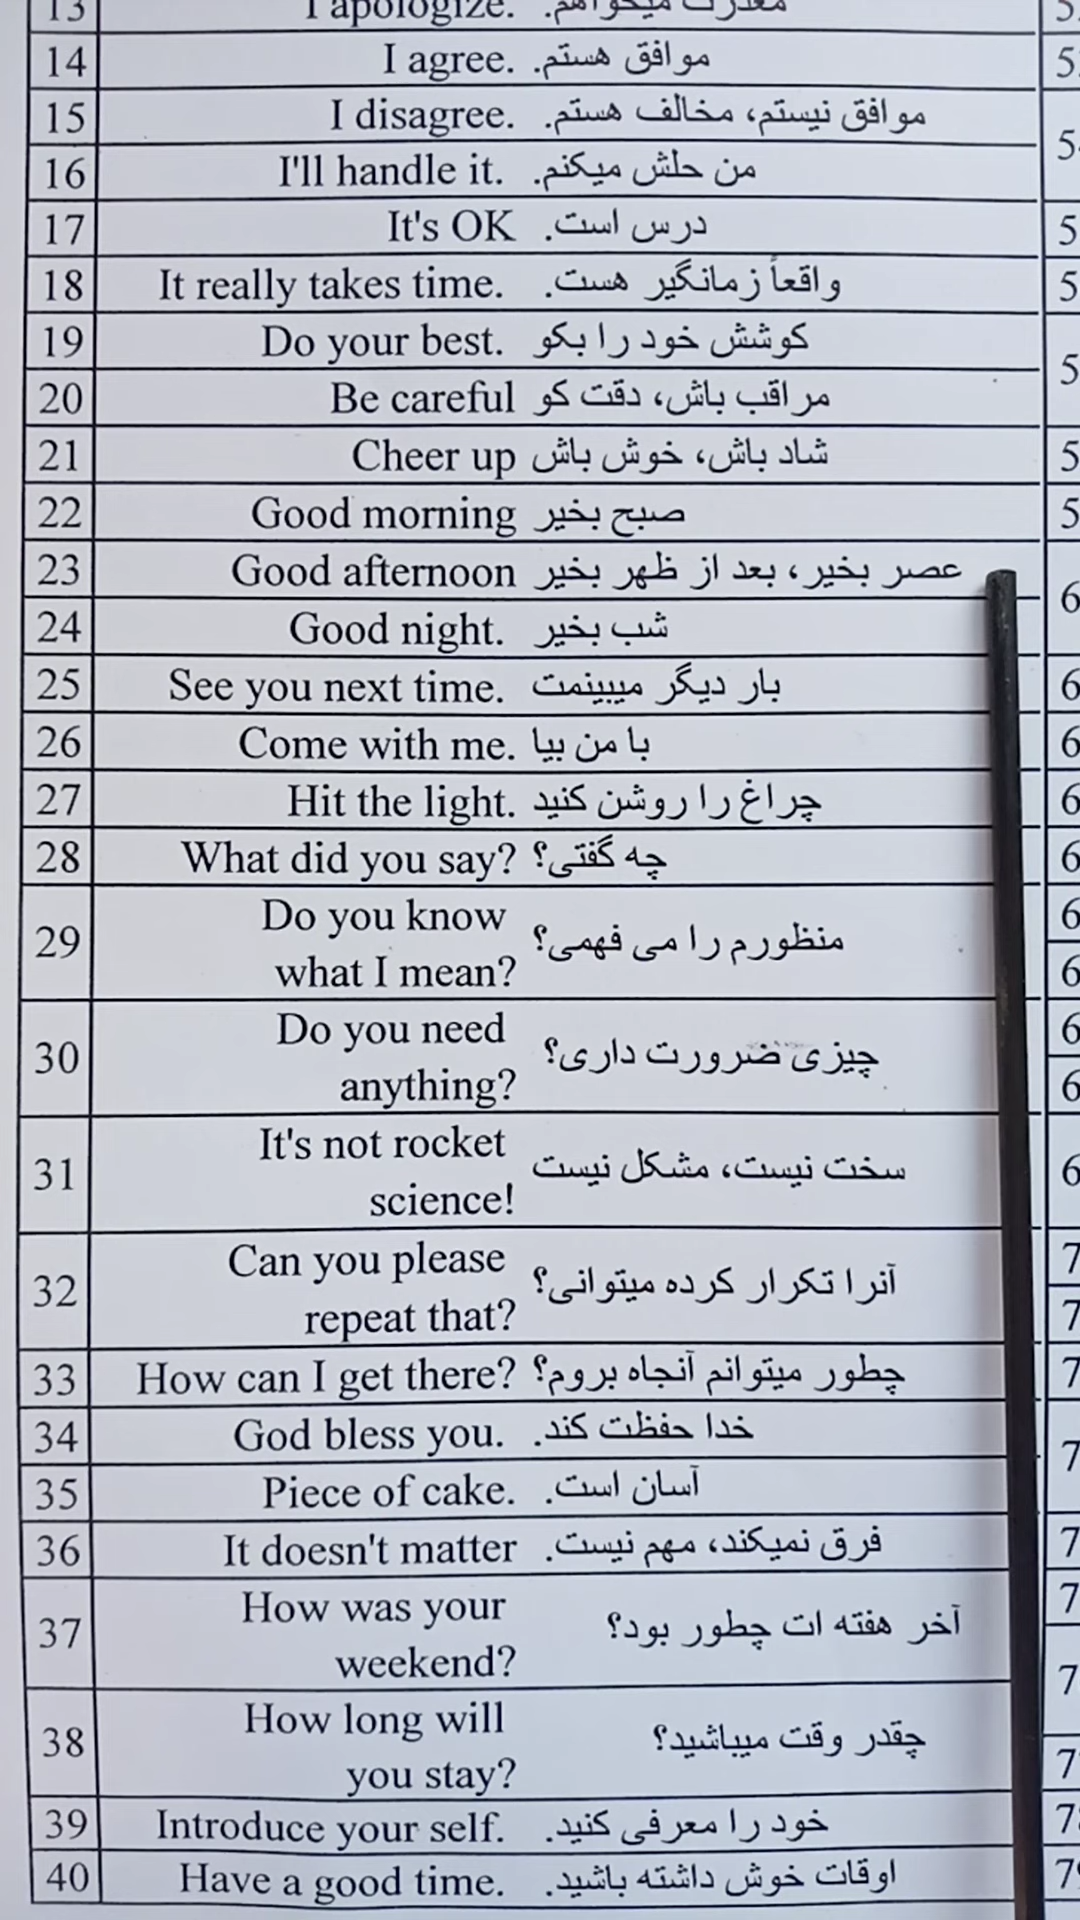 13 I apologize. معذرت میخواهم.
14 I agree. موافق هستم.
15 I disagree. موافق نیستم، مخالف هستم.
16 I'll handle it. من حلش میکنم.
17 It's OK درس است.
18 It really takes time. واقعاً زمانگیر هست.
19 Do your best. کوشش خود را بکو
20 Be careful مراقب باش، دقت کو
21 Cheer up شاد باش، خوش باش
22 Good morning صبح بخیر
23 Good afternoon عصر بخیر، بعد از ظهر بخیر
24 Good night. شب بخیر
25 See you next time. بار دیگر میبینمت
26 Come with me. با من بیا
27 Hit the light. چراغ را روشن کنید
28 What did you say? چه گفتی؟
29 Do you know
what I mean? منظورم را می فهمی؟
30 Do you need
anything? چیزی ضرورت داری؟
31 It's not rocket
science! سخت نیست، مشکل نیست
32 Can you please
repeat that? آنرا تکرار کرده میتوانی؟
33 How can I get there? چطور میتوانم آنجاه بروم؟
34 God bless you. خدا حفظت کند.
35 Piece of cake. آسان است.
36 It doesn't matter فرق نمیکند، مهم نیست.
37 How was your
weekend? آخر هفته ات چطور بود؟
38 How long will
you stay? چقدر وقت میباشید؟
39 Introduce your self. خود را معرفی کنید.
40 Have a good time. اوقات خوش داشته باشید.